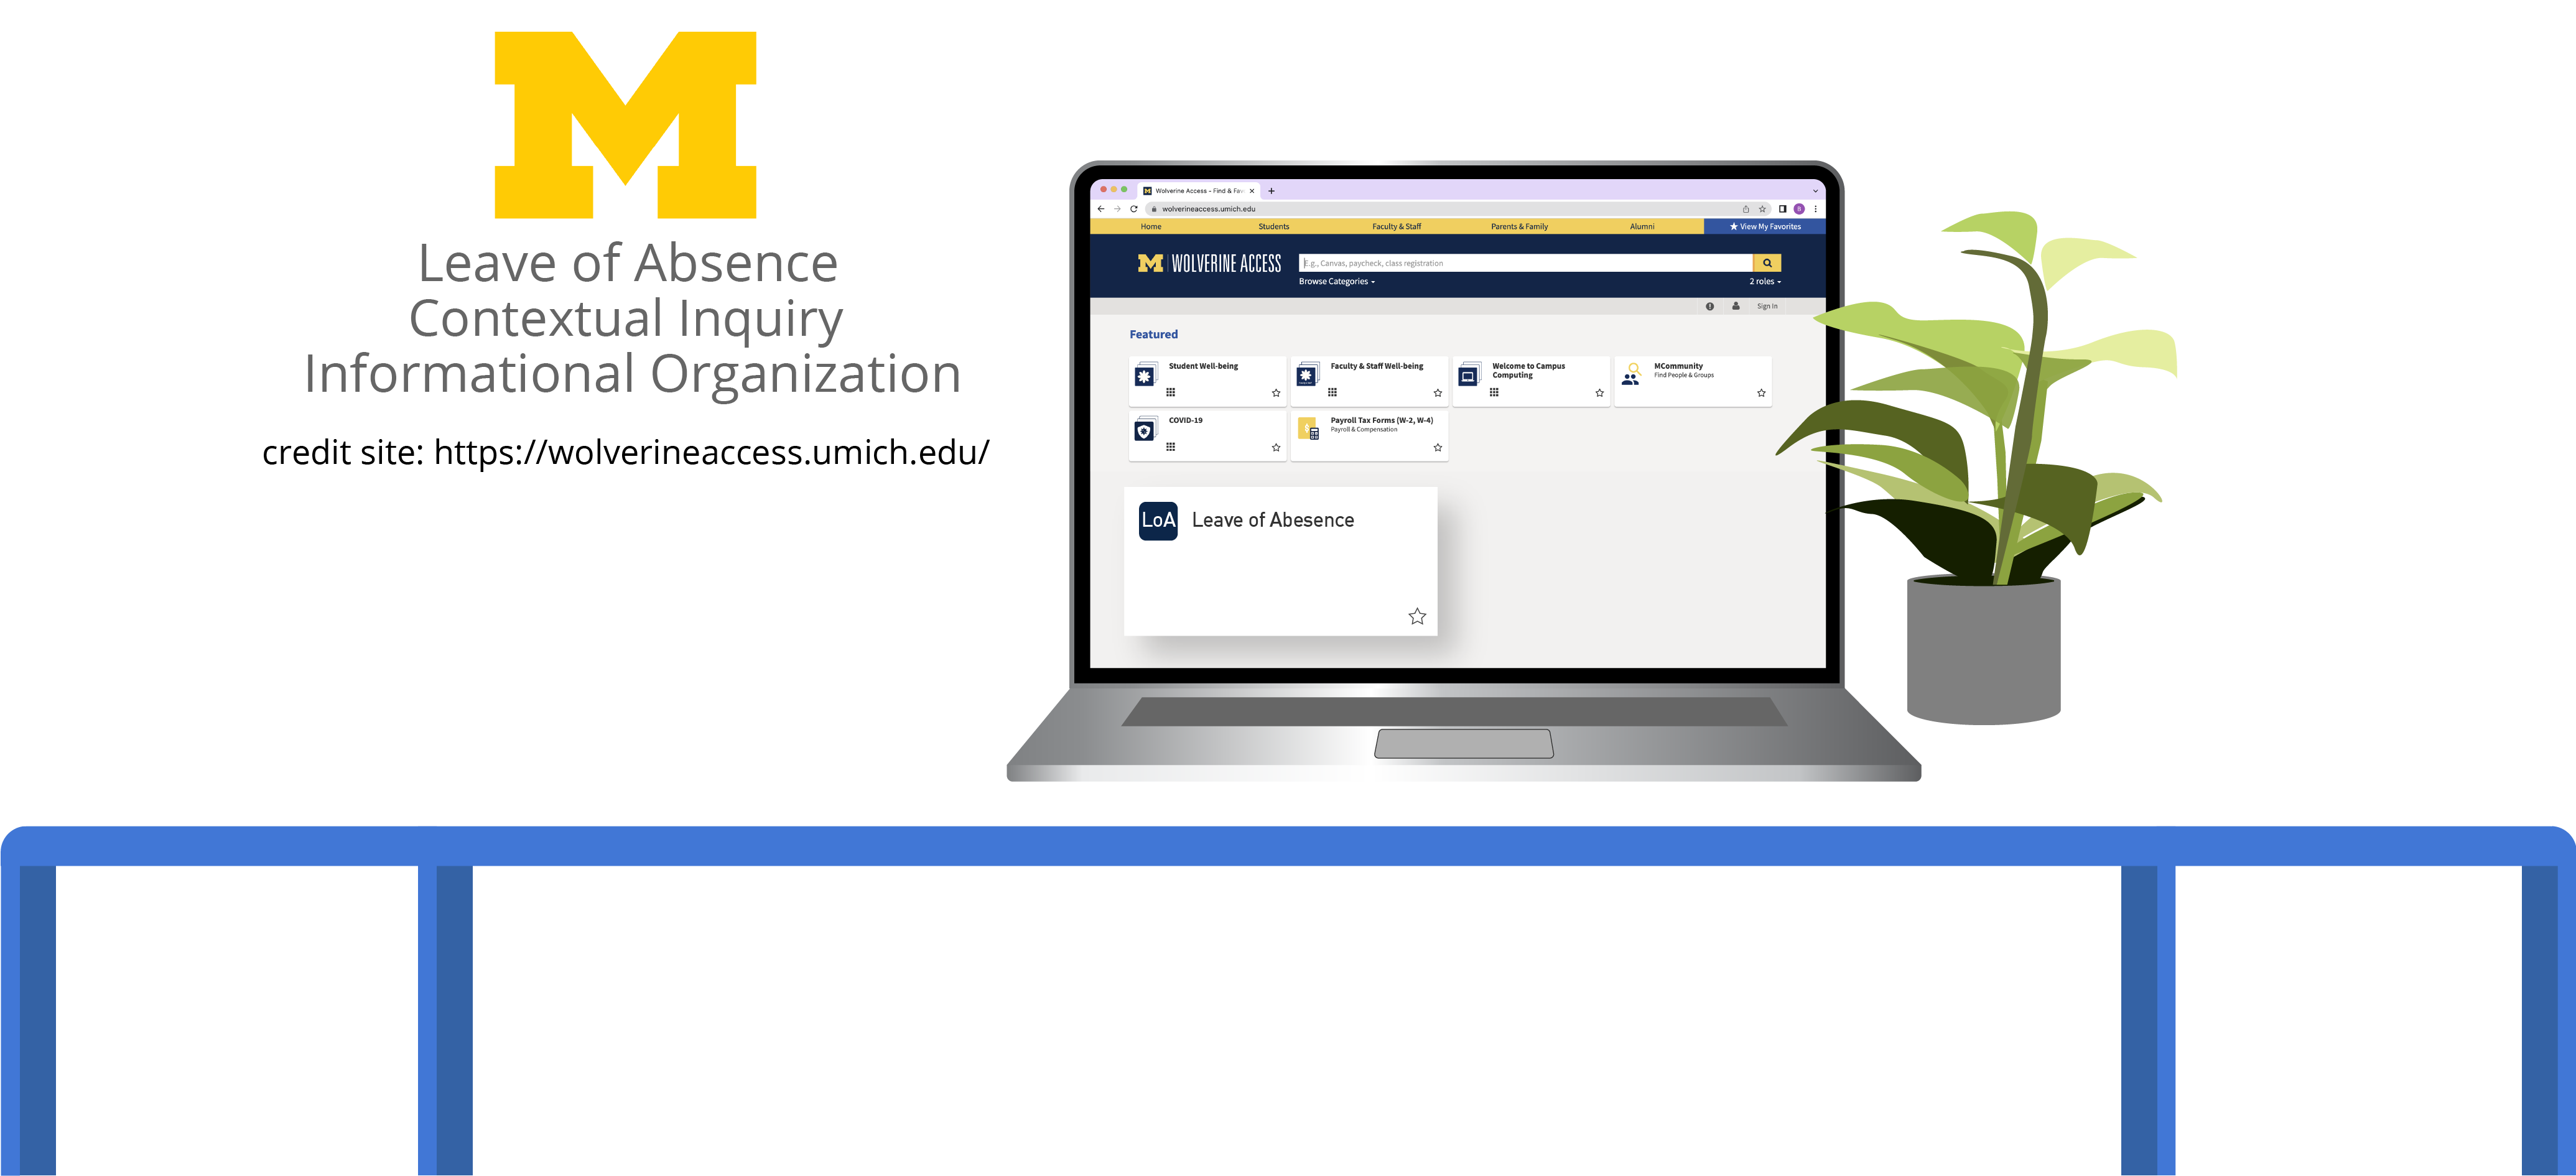 M
Leave of Absence
Contextual Inquiry
Informational Organization
credit site: https://wolverineaccess.umich.edu/
Wolverine Access - Find & Fav
wolverineaccess.umich.edu
8
Home Students Faculty & Staff Parents & Family Alumni View My Favorites
M WOLVERINE ACCESS
E.g., Canvas, paycheck, class registration
Browse Categories
2 roles
Sign In
Featured
Student Well-being
Faculty & Staff Well-being
Welcome to Campus
Computing
MCommunity
Find People & Groups
COVID-19
Payroll Tax Forms (W-2, W-4)
Payroll & Compensation
LoA Leave of Abesence